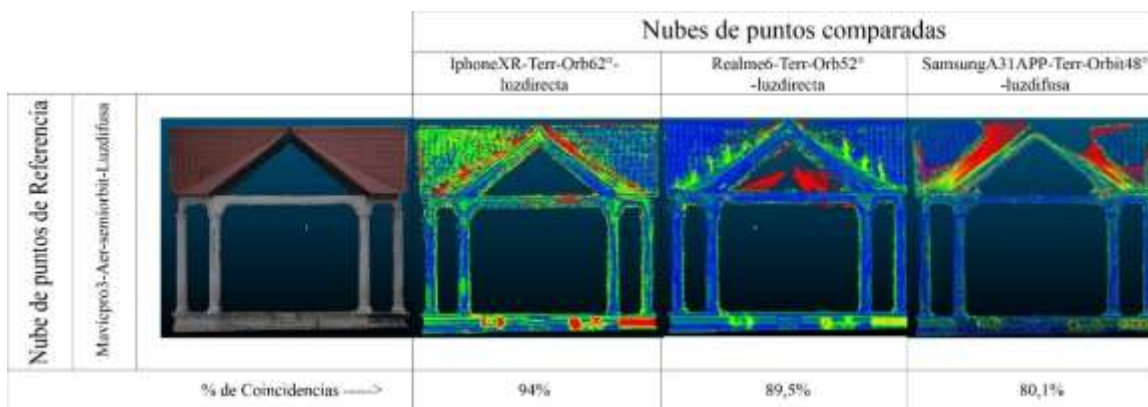 Nubes de puntos comparadas
IphoneXR-Terr-Orb62°-
luzdirecta
Realme6-Terr-Orb52°
-luzdirecta
SamsungA31APP-Terr-Orbit48°
-luzdifusa
Nube de puntos de Referencia
Mavicpro3-Aer-semiorbit-Luzdifusa
% de Coincidencias ----->
94%
89,5%
80,1%